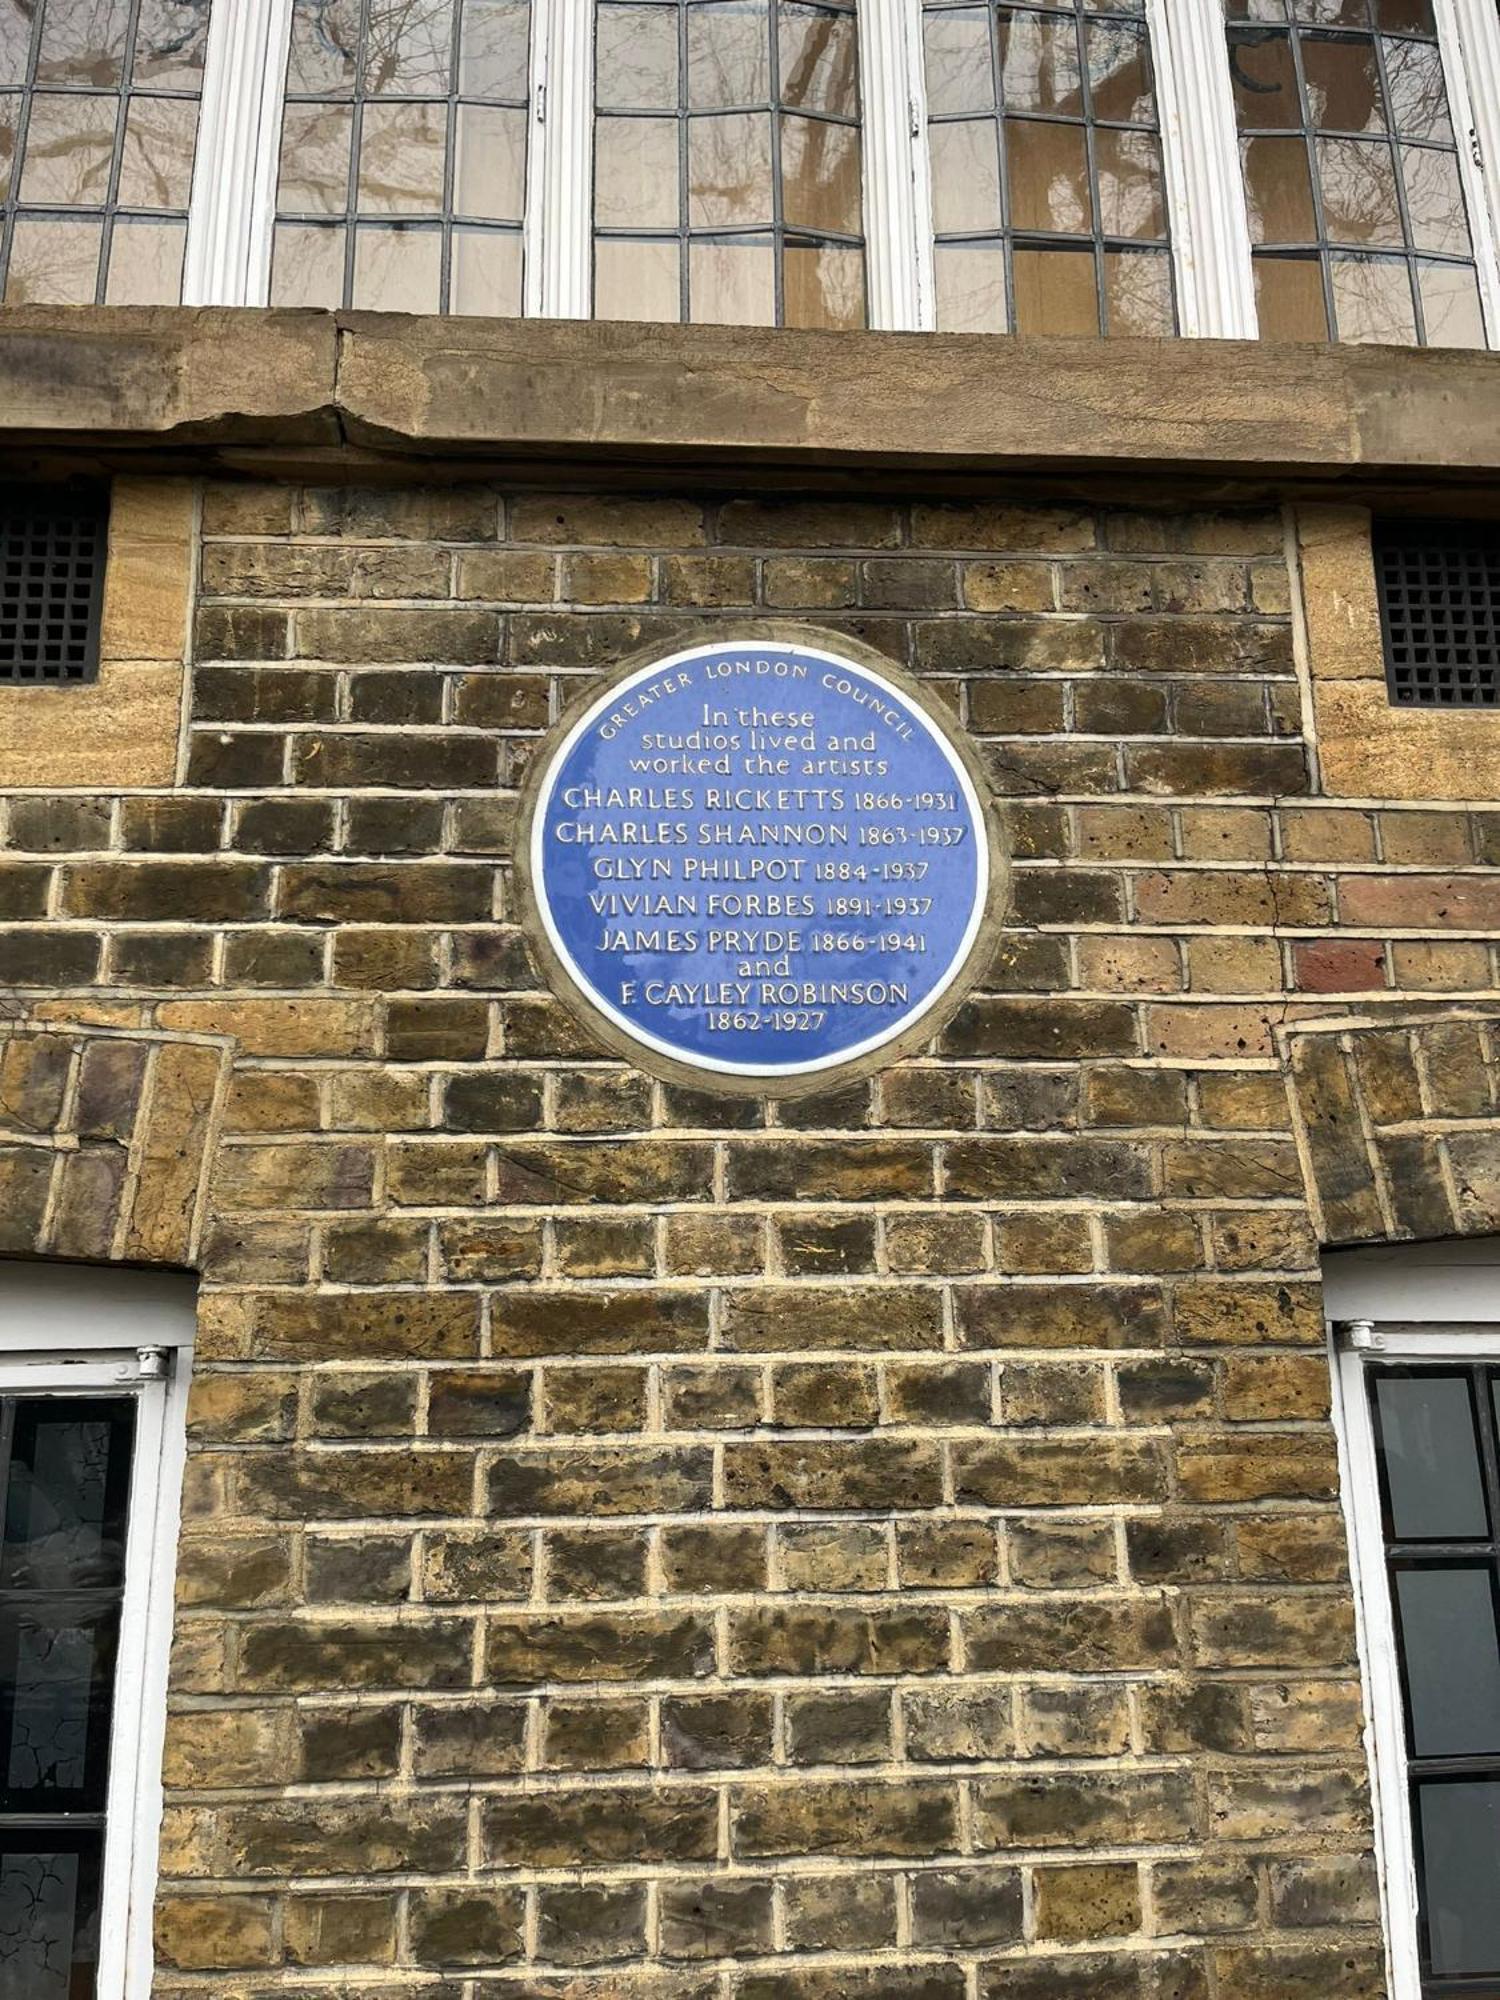 GREATER LONDON COUNCIL
In these
studios lived and
worked the artists
CHARLES RICKETTS 1866-1931
CHARLES SHANNON 1863-1937
GLYN PHILPOT 1884-1937
VIVIAN FORBES 1891-1937
JAMES PRYDE 1866-1941
and
F. CAYLEY ROBINSON
1862-1927